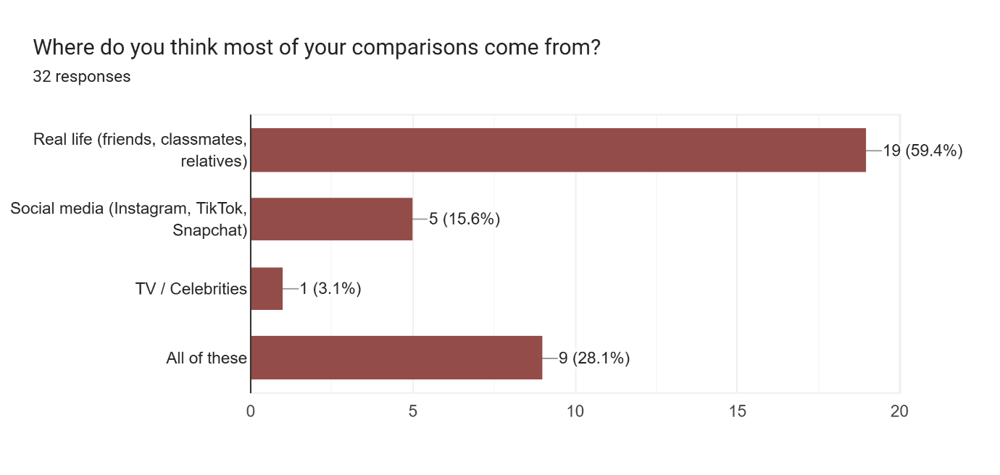 Where do you think most of your comparisons come from?
32 responses
Real life (friends, classmates,
relatives)
19 (59.4%)
Social media (Instagram, TikTok,
Snapchat)
5 (15.6%)
TV / Celebrities
1 (3.1%)
All of these
9 (28.1%)
0
5
10
15
20